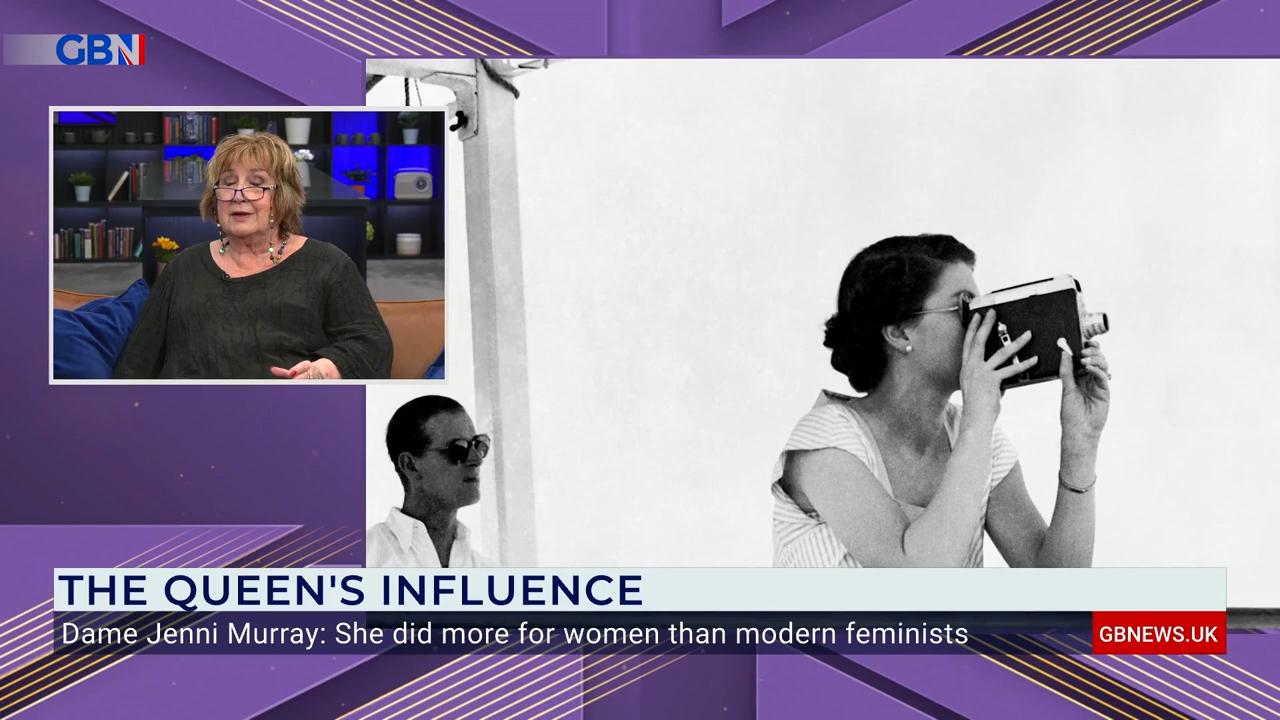 GBN
THE QUEEN'S INFLUENCE
Dame Jenni Murray: She did more for women than modern feminists
GBNEWS.UK